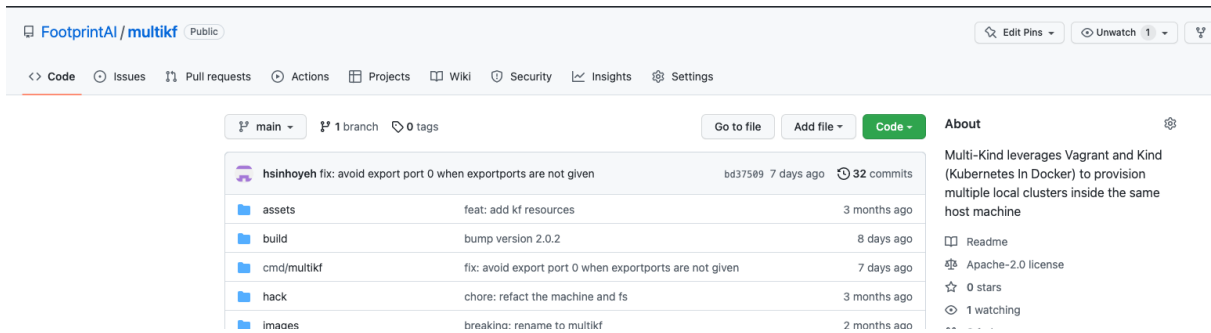 FootprintAI / multikf Public
Edit Pins Unwatch 1
Code Issues Pull requests Actions Projects Wiki Security Insights Settings
main 1 branch 0 tags Go to file Add file Code
hsinhoyeh fix: avoid export port 0 when exportports are not given bd37509 7 days ago 32 commits
assets feat: add kf resources 3 months ago
build bump version 2.0.2 8 days ago
cmd/multikf fix: avoid export port 0 when exportports are not given 7 days ago
hack chore: refact the machine and fs 3 months ago
images breaking: rename to multikf 2 months ago
About
Multi-Kind leverages Vagrant and Kind
(Kubernetes In Docker) to provision
multiple local clusters inside the same
host machine
Readme
Apache-2.0 license
0 stars
1 watching